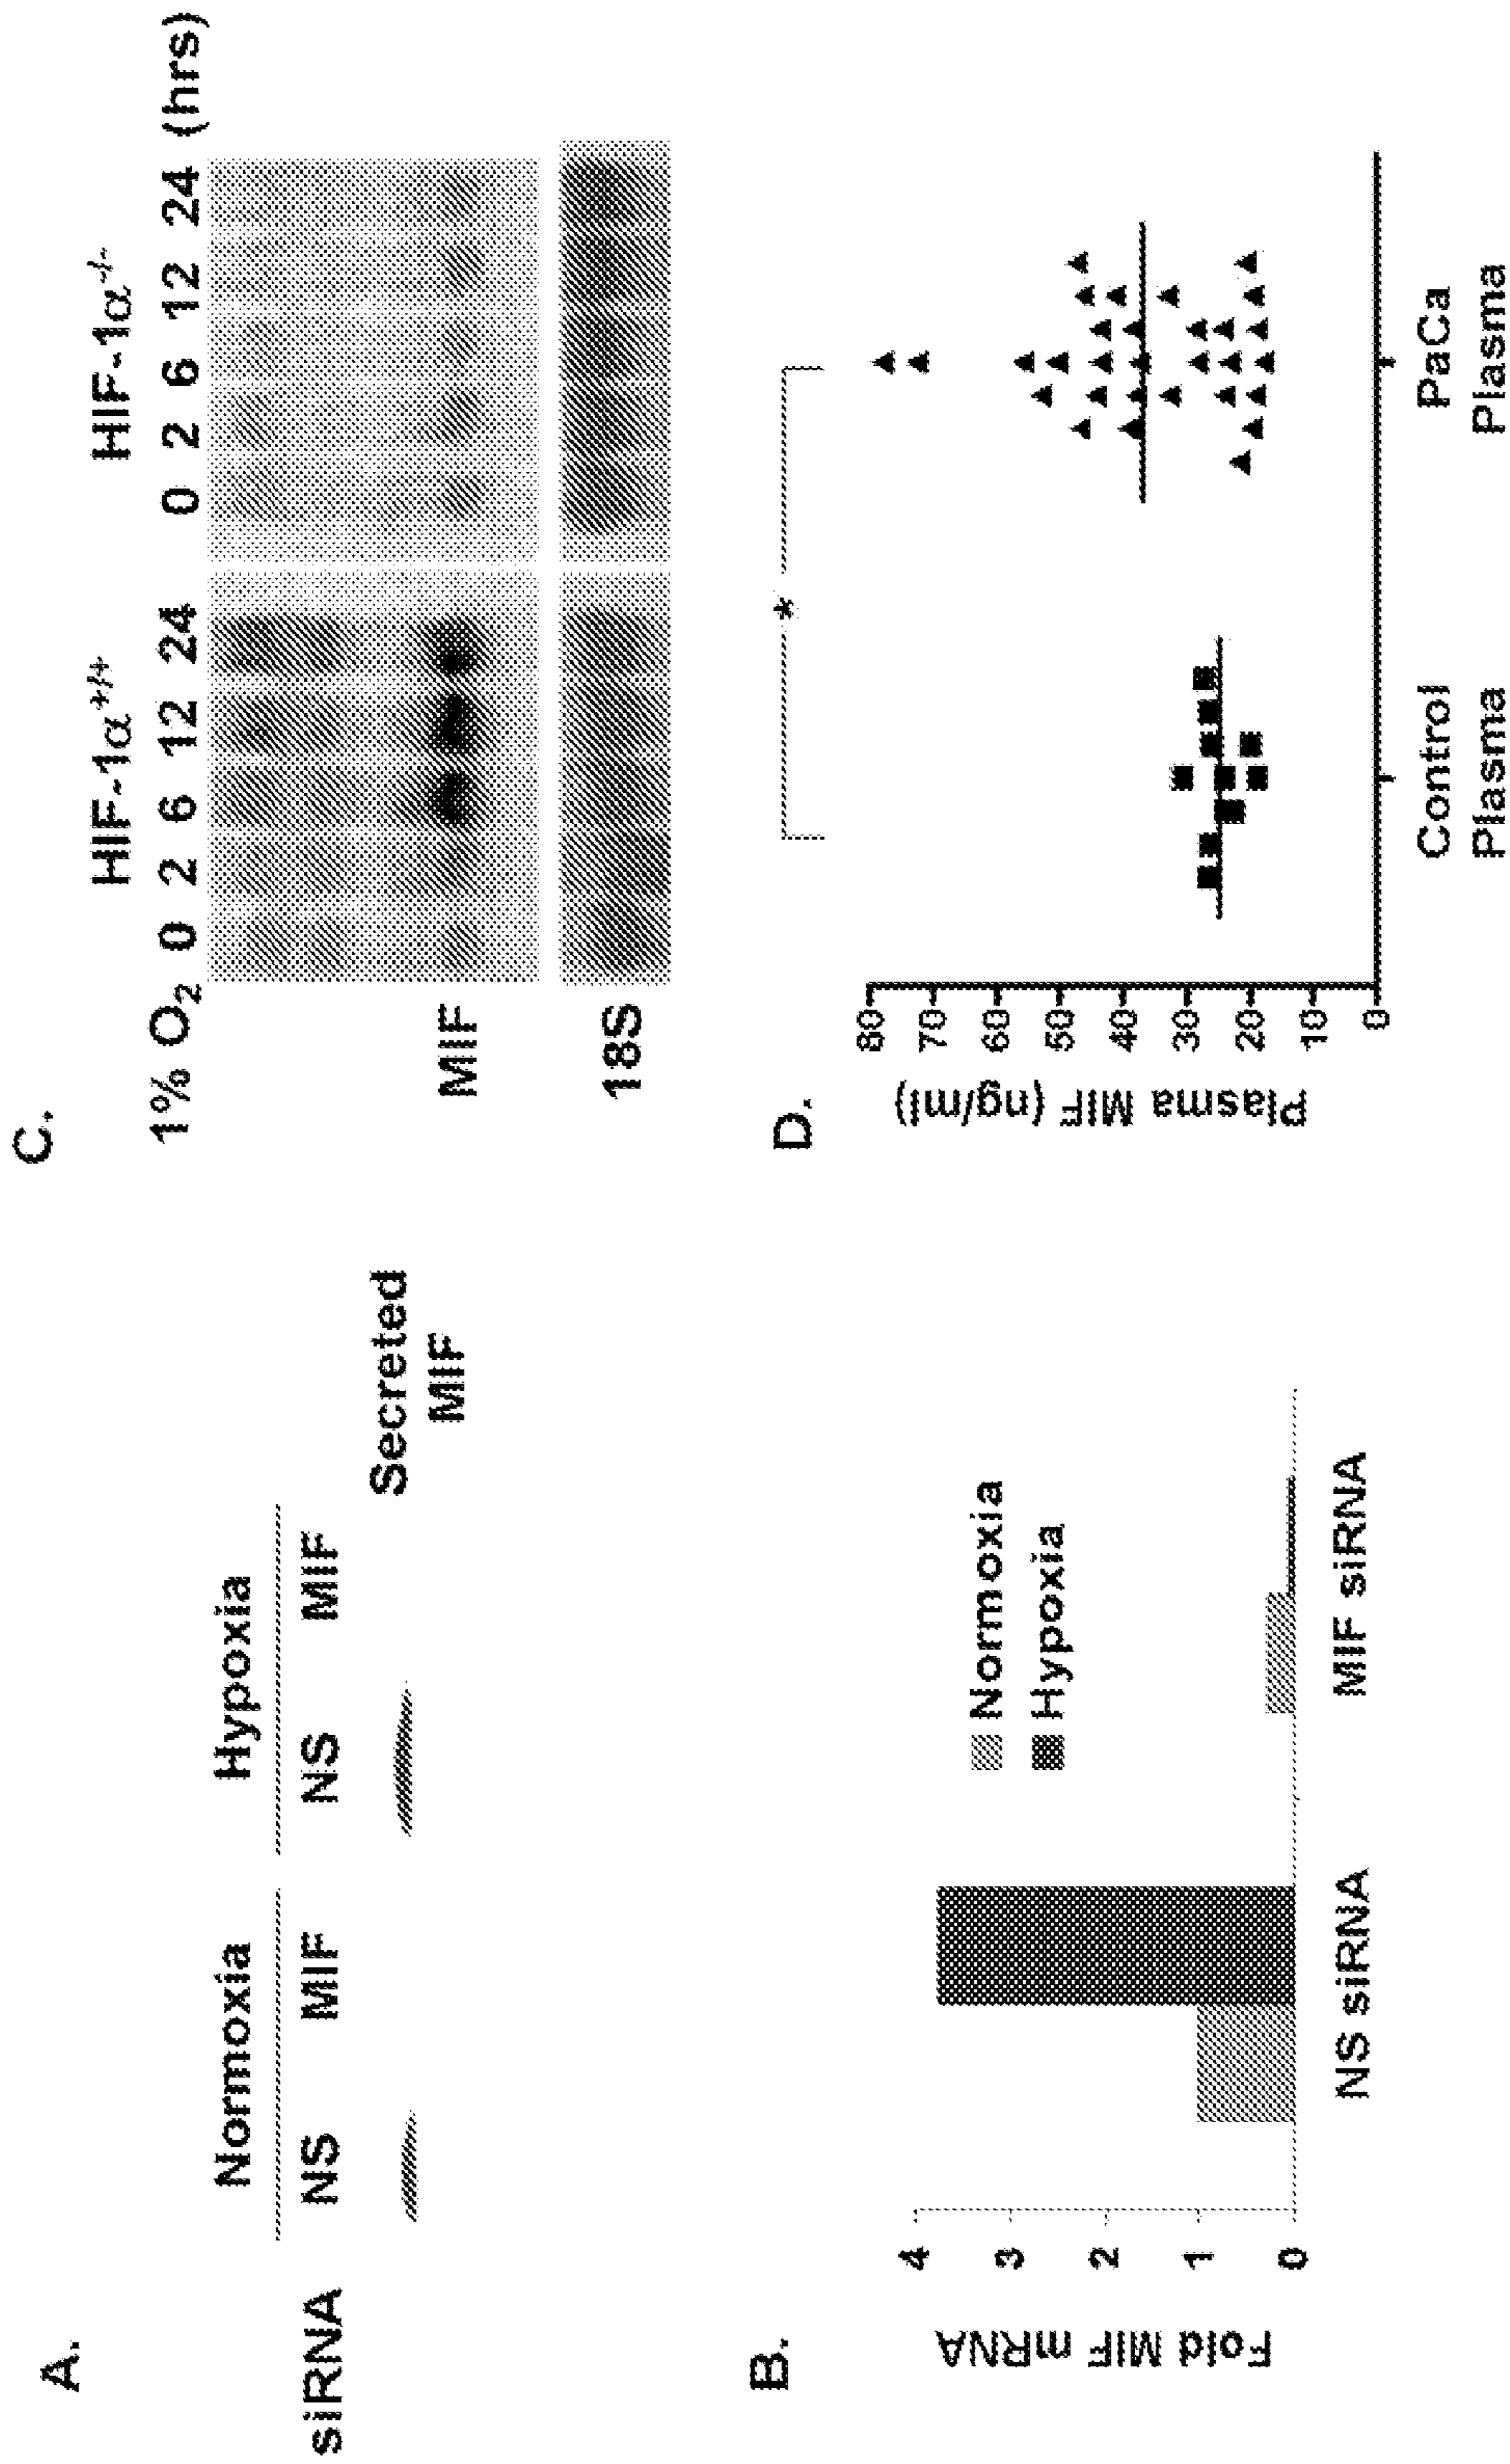 A.
Normoxia Hypoxia
siRNA NS MIF NS MIF
Secreted
MIF
B.
Fold MIF mRNA
4
3
2
1
0
Normoxia
Hypoxia
NS siRNA MIF siRNA
C.
HIF-1α+/+ HIF-1α-/-
1% O2 0 2 6 12 24 0 2 6 12 24 (hrs)
MIF
18S
D.
Plasma MIF (ng/ml)
80
70
60
50
40
30
20
10
0
*
Control
Plasma
PaCa
Plasma